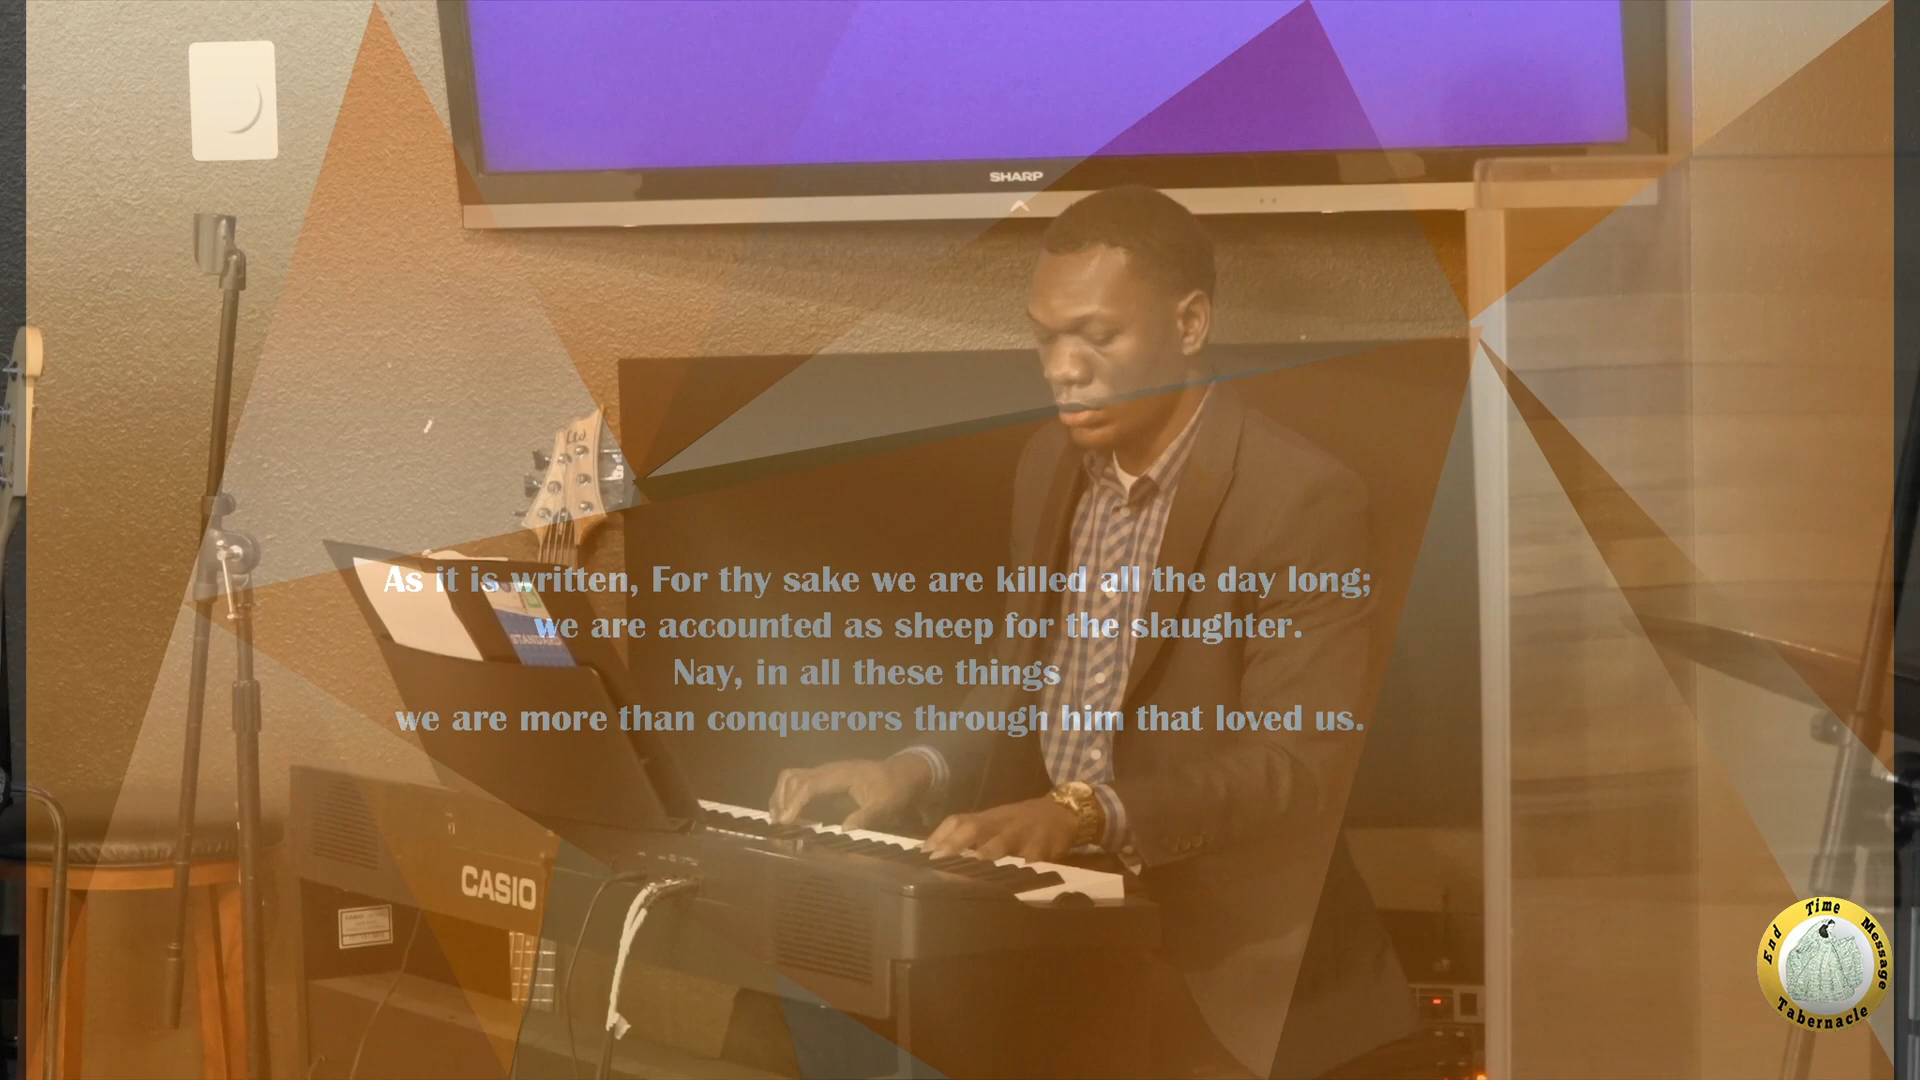 SHARP
As it is written, For thy sake we are killed all the day long;
we are accounted as sheep for the slaughter.
Nay, in all these things
we are more than conquerors through him that loved us.
STANDARD
CASIO
End Time Message Tabernacle